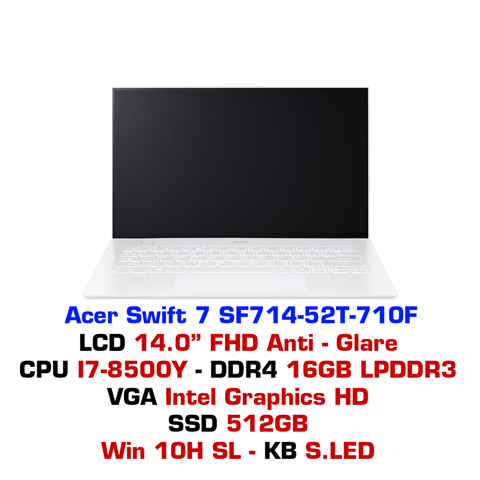 Acer Swift 7 SF714-52T-710F
LCD 14.0” FHD Anti - Glare
CPU I7-8500Y - DDR4 16GB LPDDR3
VGA Intel Graphics HD
SSD 512GB
Win 10H SL - KB S.LED